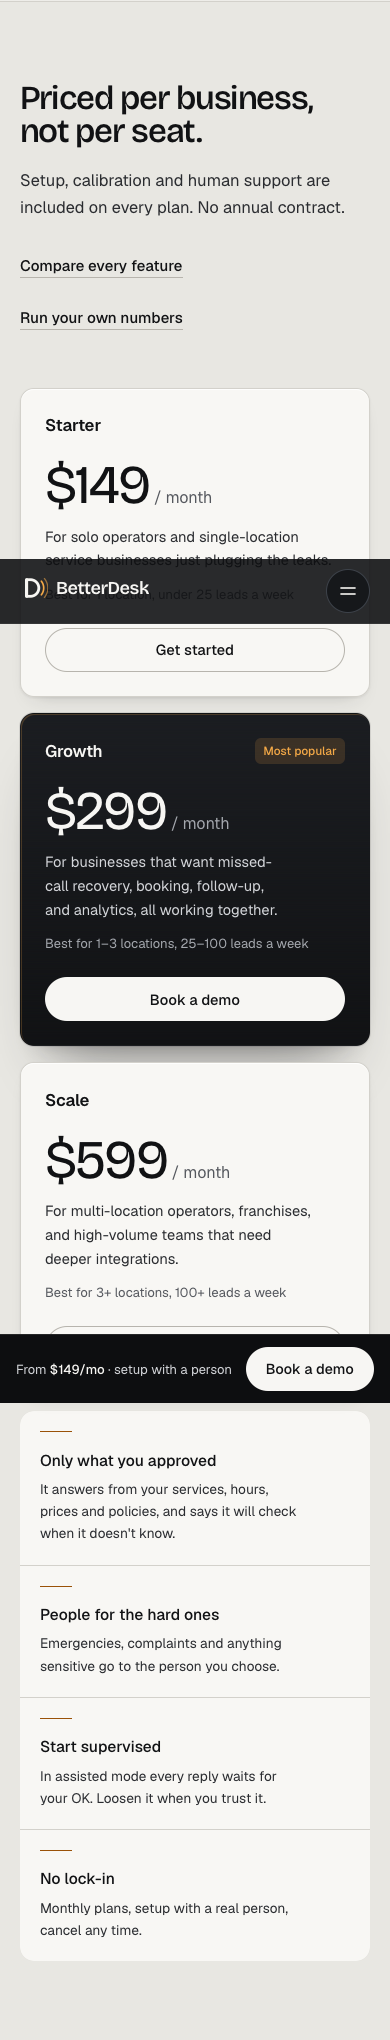 Priced per business,
not per seat.
Setup, calibration and human support are
included on every plan. No annual contract.
Compare every feature
Run your own numbers
Starter
$149 / month
For solo operators and single-location
service businesses just plugging the leaks.
Best for 1 location, under 25 leads a week
BetterDesk
Get started
Growth
Most popular
$299 / month
For businesses that want missed-
call recovery, booking, follow-up,
and analytics, all working together.
Best for 1–3 locations, 25–100 leads a week
Book a demo
Scale
$599 / month
For multi-location operators, franchises,
and high-volume teams that need
deeper integrations.
Best for 3+ locations, 100+ leads a week
From $149/mo · setup with a person
Book a demo
Only what you approved
It answers from your services, hours,
prices and policies, and says it will check
when it doesn't know.
People for the hard ones
Emergencies, complaints and anything
sensitive go to the person you choose.
Start supervised
In assisted mode every reply waits for
your OK. Loosen it when you trust it.
No lock-in
Monthly plans, setup with a real person,
cancel any time.